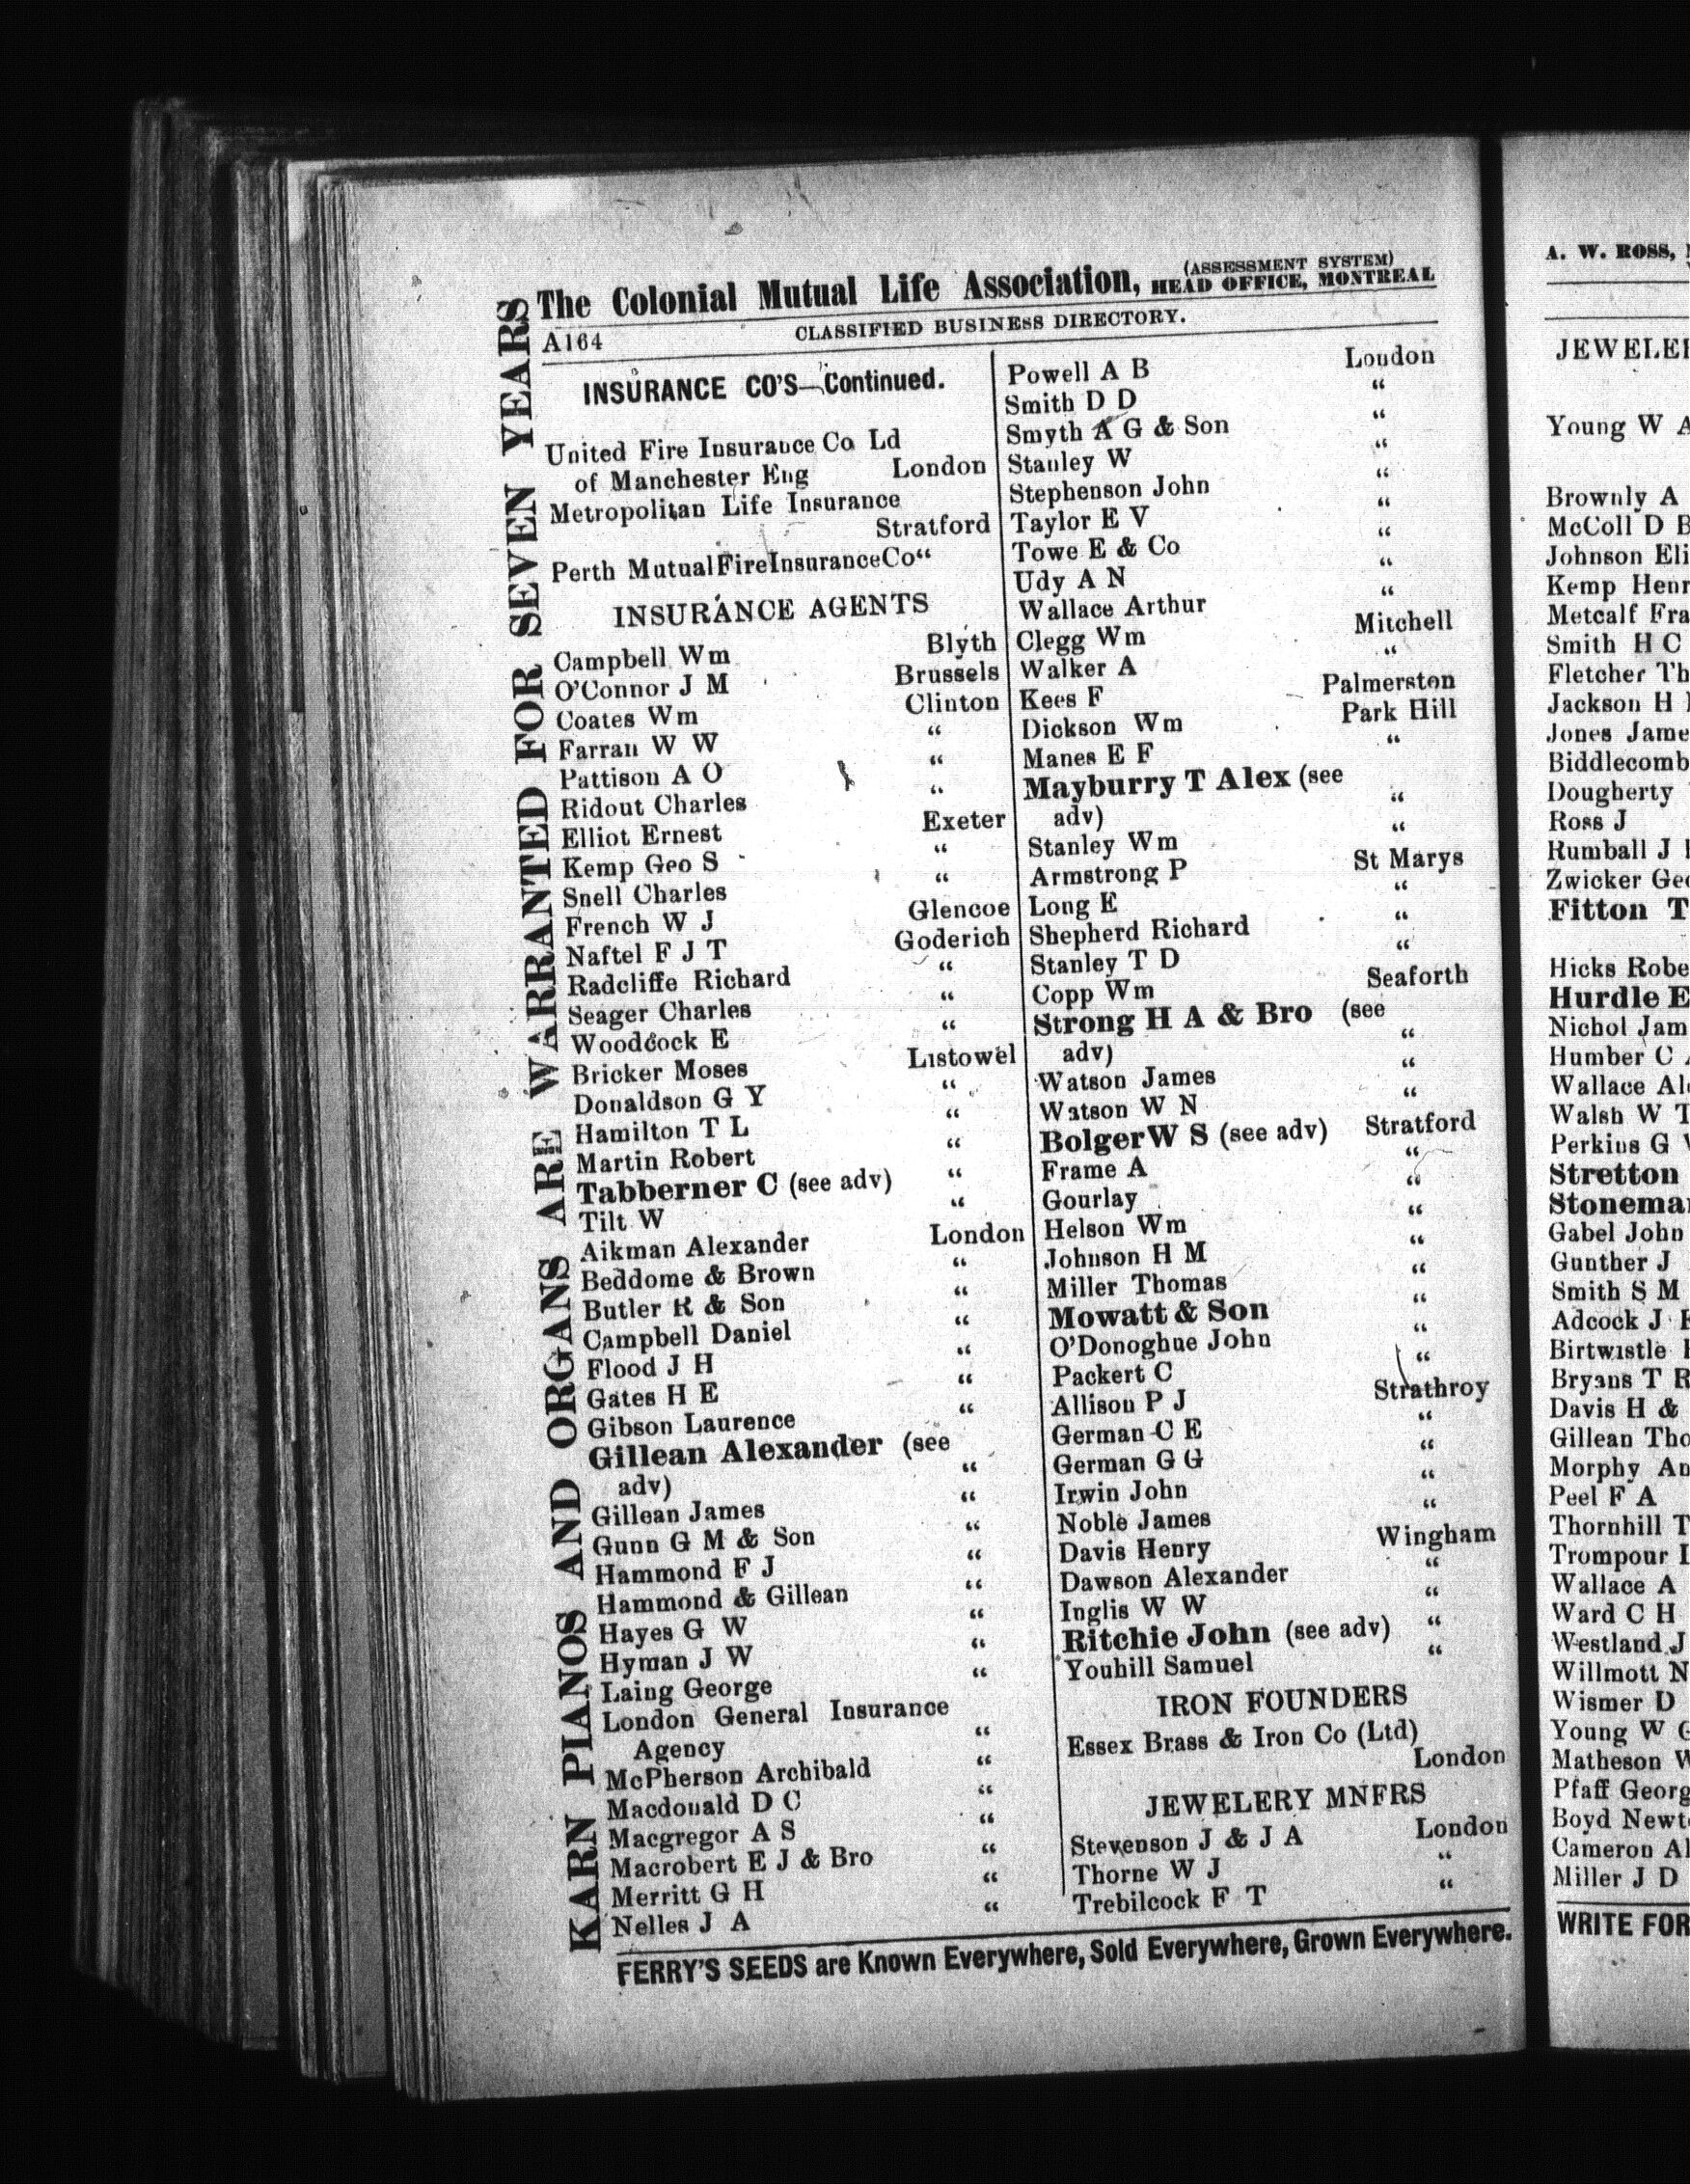 The Colonial Mutual Life Association, (ASSESSMENT SYSTEM) HEAD OFFICE, MONTREAL
A164 CLASSIFIED BUSINESS DIRECTORY.
KARN PIANOS AND ORGANS ARE WARRANTED FOR SEVEN YEARS
INSURANCE CO'S—Continued.
United Fire Insurance Co Ld
of Manchester Eng London
Metropolitan Life Insurance
Stratford
Perth Mutual Fire Insurance Co “
INSURANCE AGENTS
Campbell Wm Blyth
O'Connor J M Brussels
Coates Wm Clinton
Farran W W “
Pattison A O “
Ridout Charles “
Elliot Ernest Exeter
Kemp Geo S “
Snell Charles “
French W J Glencoe
Naftel F J T Goderich
Radcliffe Richard “
Seager Charles “
Woodcock E “
Bricker Moses Listowel
Donaldson G Y “
Hamilton T L “
Martin Robert “
Tabberner C (see adv) “
Tilt W “
Aikman Alexander London
Beddome & Brown “
Butler R & Son “
Campbell Daniel “
Flood J H “
Gates H E “
Gibson Laurence “
Gillean Alexander (see
adv) “
Gillean James “
Gunn G M & Son “
Hammond F J “
Hammond & Gillean “
Hayes G W “
Hyman J W “
Laing George “
London General Insurance
Agency “
McPherson Archibald “
Macdonald D C “
Macgregor A S “
Macrobert E J & Bro “
Merritt G H “
Nelles J A “
Powell A B London
Smith D D “
Smyth A G & Son “
Stanley W “
Stephenson John “
Taylor E V “
Towe E & Co “
Udy A N “
Wallace Arthur “
Clegg Wm Mitchell
Walker A “
Kees F Palmerston
Dickson Wm Park Hill
Manes E F “
Mayburry T Alex (see
adv) “
Stanley Wm “
Armstrong P St Marys
Long E “
Shepherd Richard “
Stanley T D “
Copp Wm Seaforth
Strong H A & Bro (see
adv) “
Watson James “
Watson W N “
Bolger W S (see adv) Stratford
Frame A “
Gourlay “
Helson Wm “
Johnson H M “
Miller Thomas “
Mowatt & Son “
O'Donoghue John “
Packert C “
Allison P J Strathroy
German C E “
German G G “
Irwin John “
Noble James “
Davis Henry Wingham
Dawson Alexander “
Inglis W W “
Ritchie John (see adv) “
Youhill Samuel “
IRON FOUNDERS
Essex Brass & Iron Co (Ltd)
London
JEWELERY MNFRS
Stevenson J & J A London
Thorne W J “
Trebilcock F T “
FERRY'S SEEDS are Known Everywhere, Sold Everywhere, Grown Everywhere.
A. W. ROSS,
Young W A
Brownly A
McColl D B
Johnson Eli
Kemp Henr
Metcalf Fra
Smith H C
Fletcher Th
Jackson H
Jones Jame
Biddlecomb
Dougherty
Ross J
Rumball J
Zwicker Geo
Fitton T
Hicks Robe
Hurdle E
Nichol Jam
Humber C
Wallace Al
Walsh W T
Perkins G
Stretton
Stoneman
Gabel John
Gunther J
Smith S M
Adcock J
Birtwistle
Bryans T R
Davis H &
Gillean Tho
Morphy An
Peel F A
Thornhill T
Trompour
Wallace A
Ward C H
Westland J
Willmott N
Wismer D
Young W G
Matheson W
Pfaff Georg
Boyd Newt
Cameron Al
Miller J D
WRITE FOR